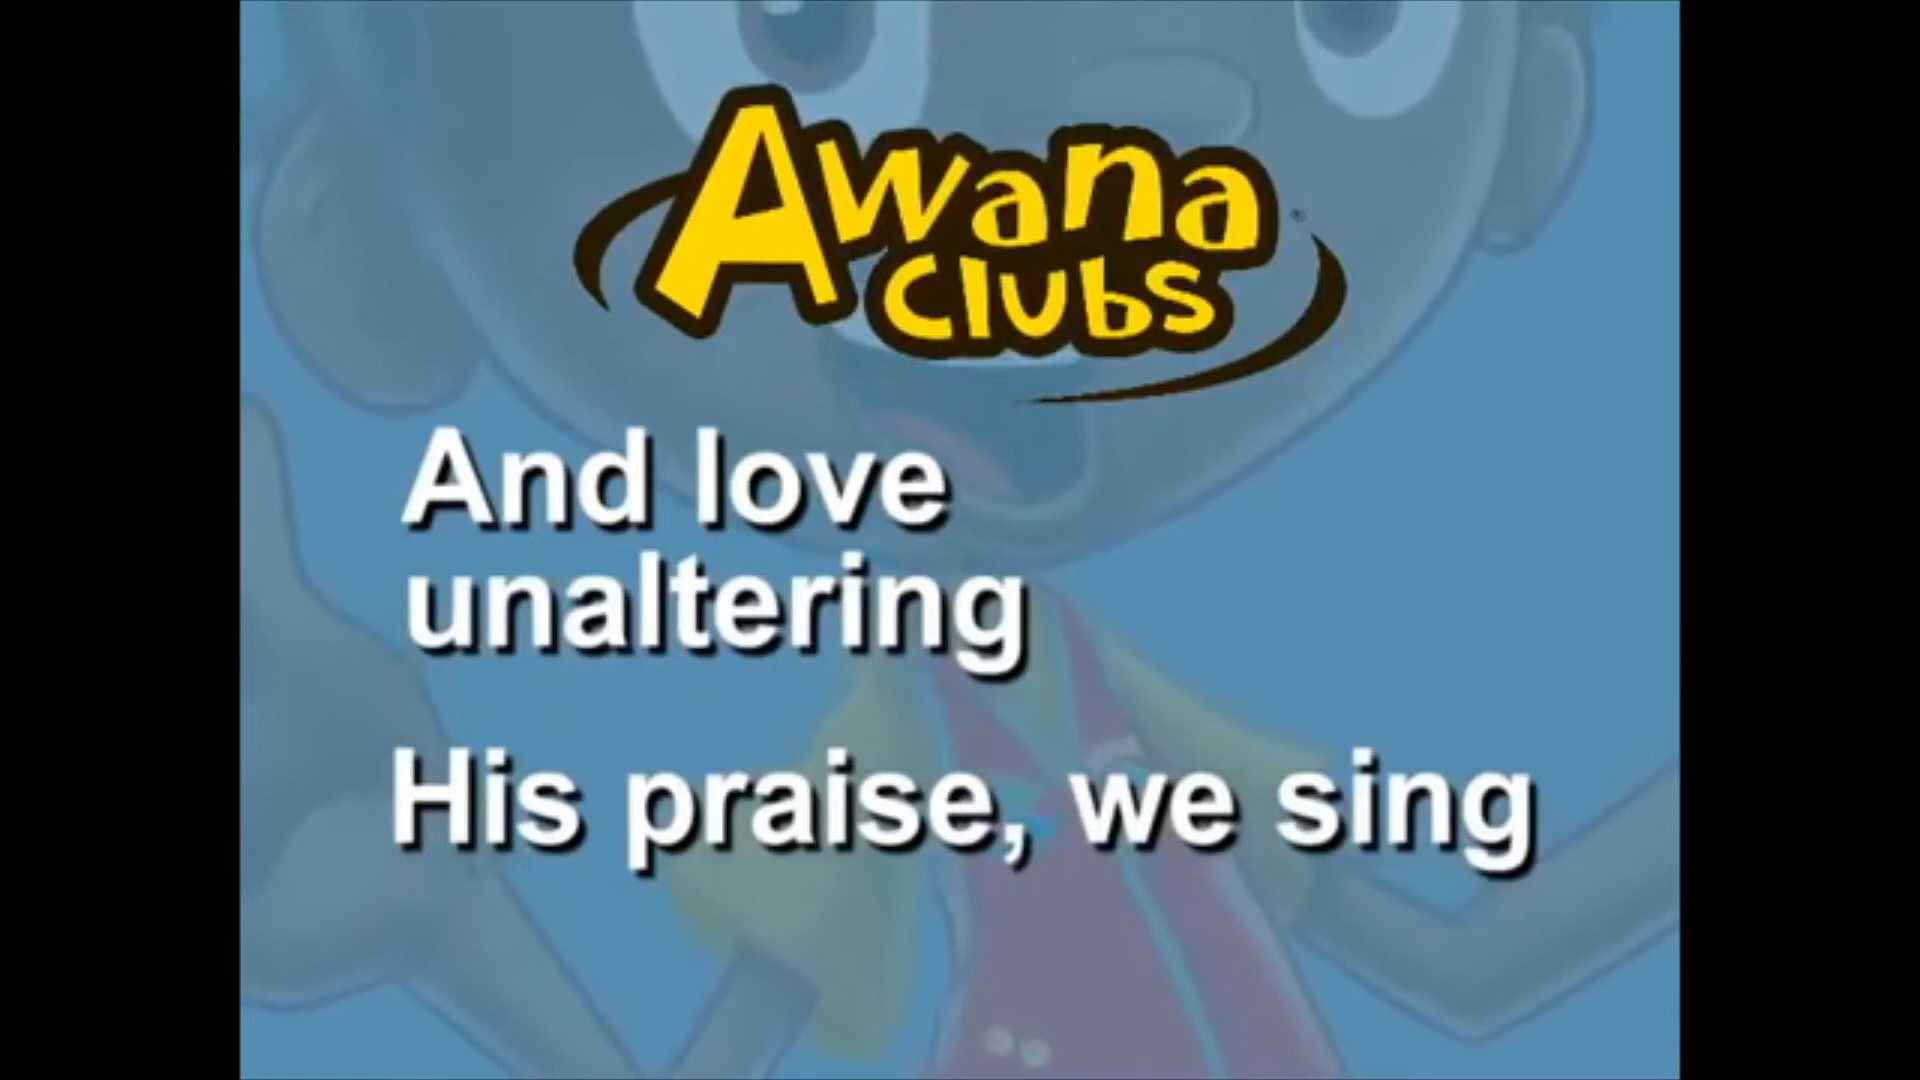 Awana
Clubs
And love
unaltering
His praise, we sing